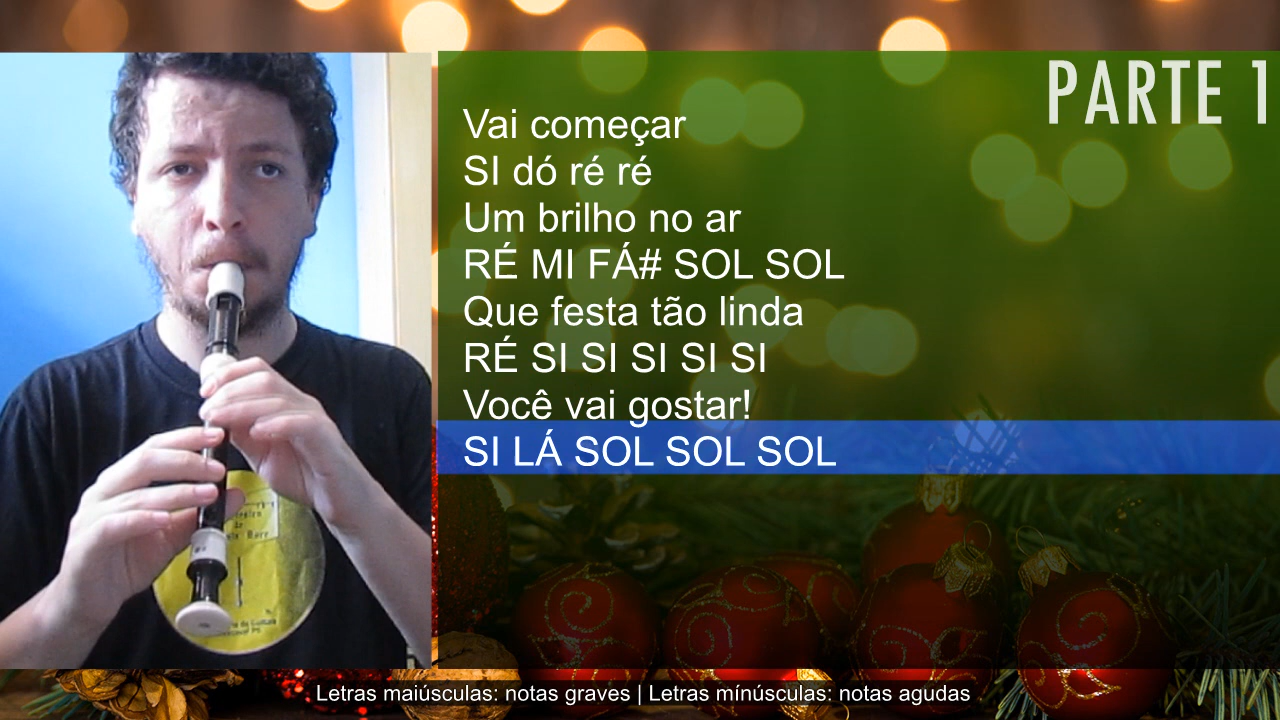 PARTE 1
Vai começar
SI dó ré ré
Um brilho no ar
RÉ MI FÁ# SOL SOL
Que festa tão linda
RÉ SI SI SI SI SI
Você vai gostar!
SI LÁ SOL SOL SOL
Letras maiúsculas: notas graves | Letras mínúsculas: notas agudas